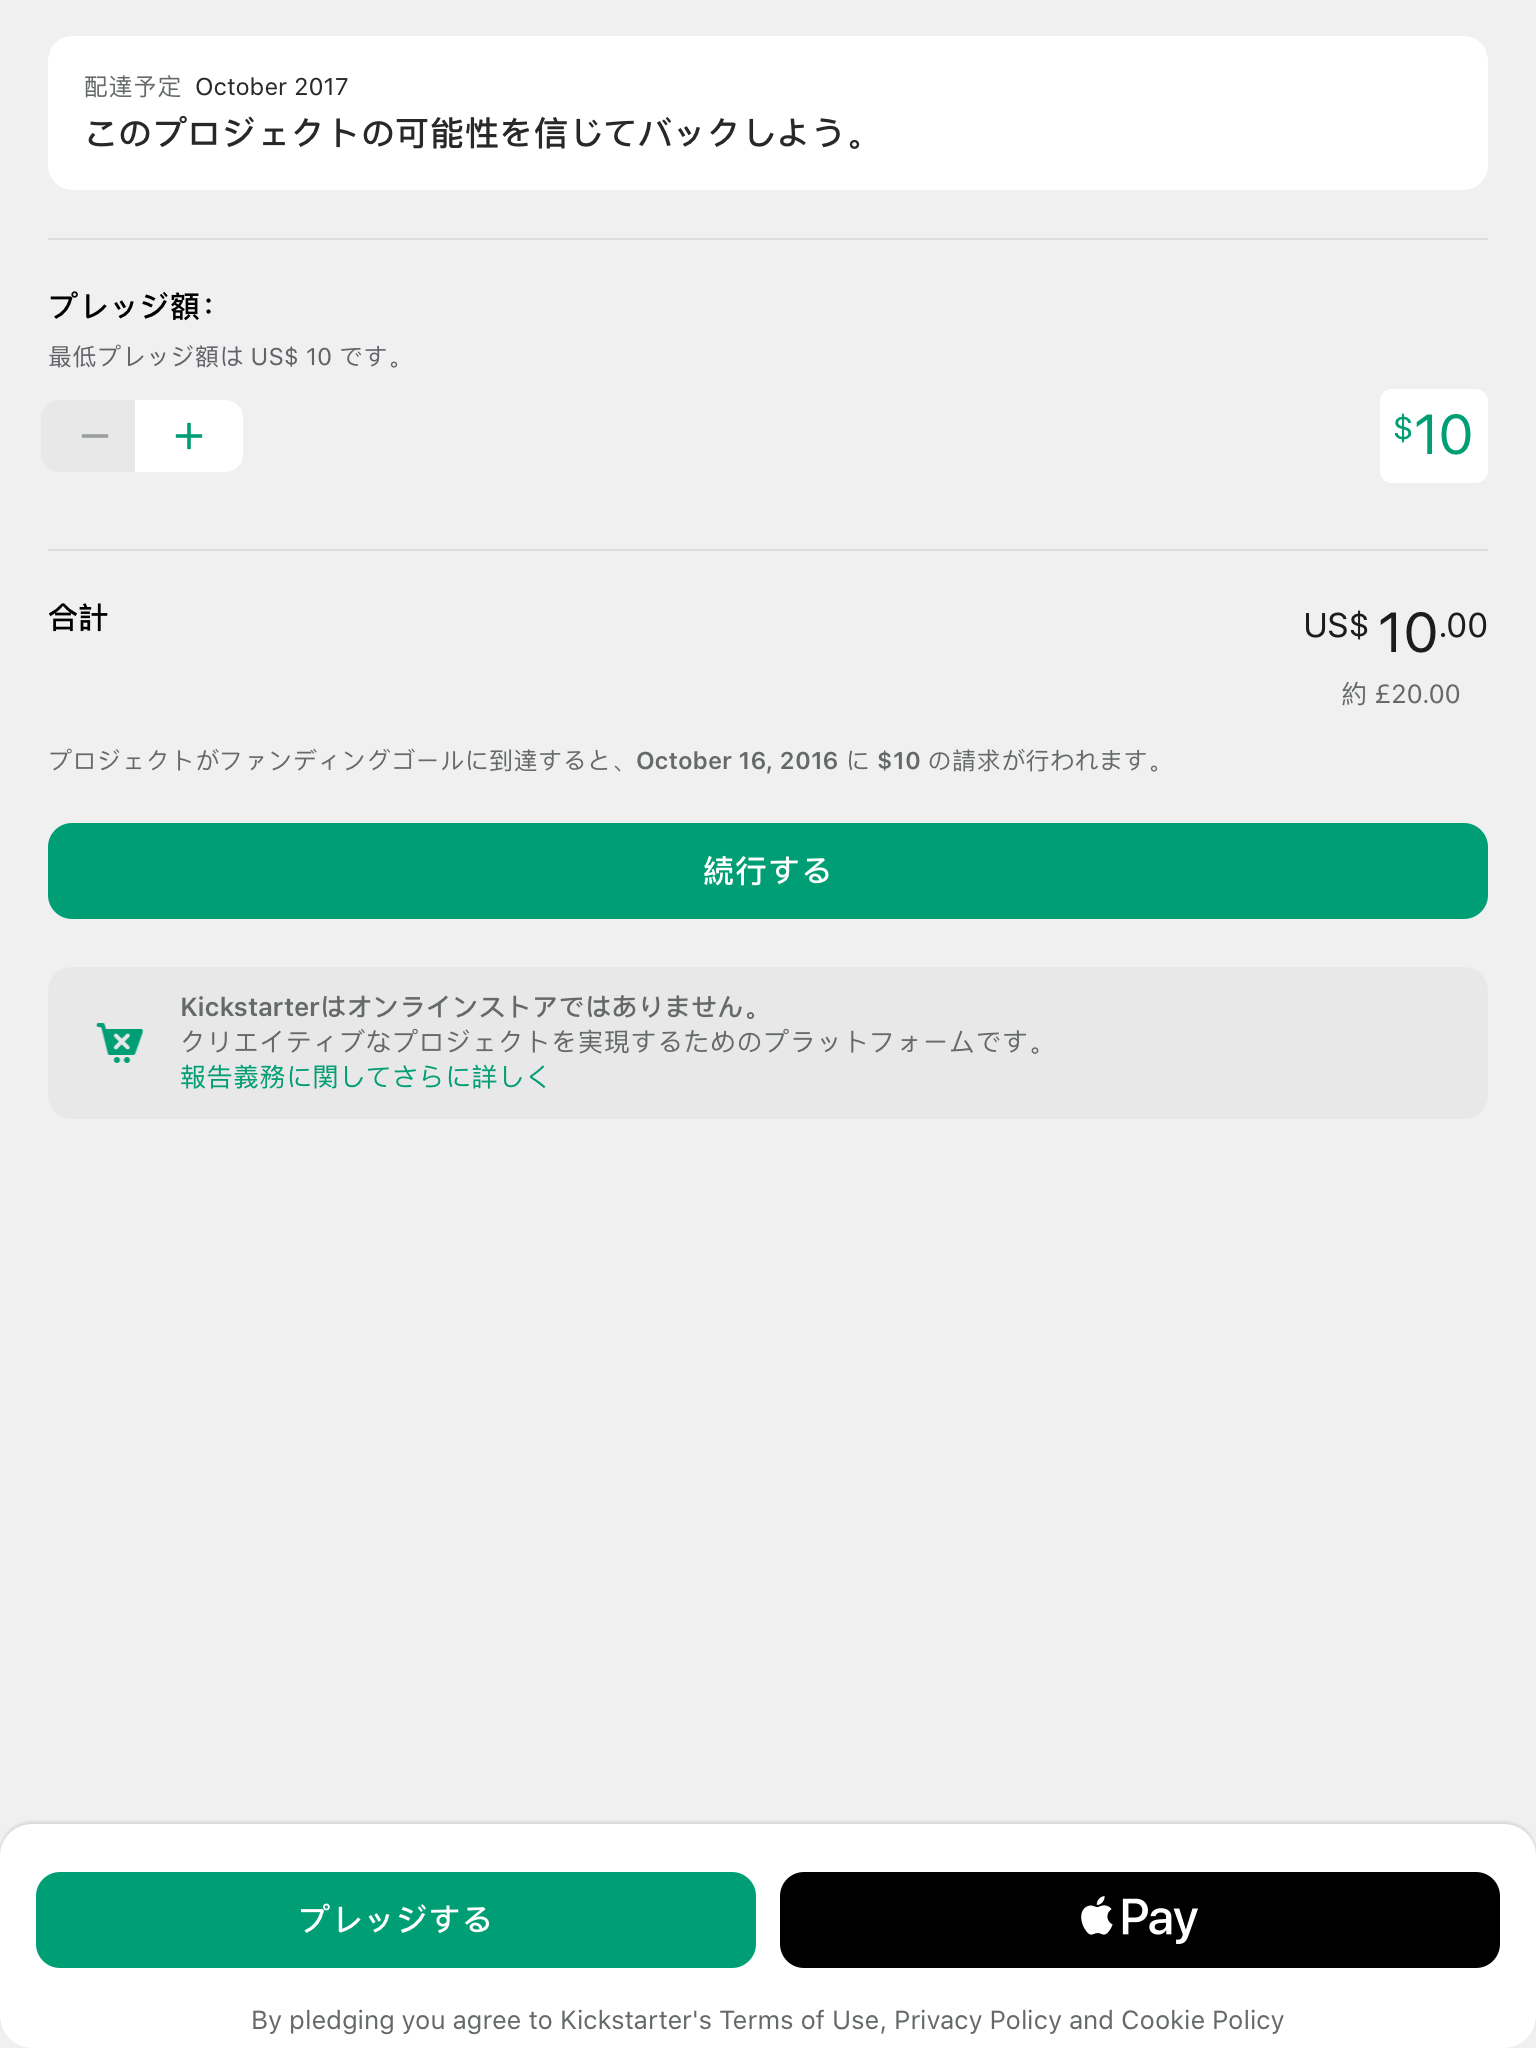 配達予定 October 2017
このプロジェクトの可能性を信じてバックしよう。
プレッジ額:
最低プレッジ額は US$ 10 です。
$10
合計
US$ 10.00
約 £20.00
プロジェクトがファンディングゴールに到達すると、October 16, 2016 に $10 の請求が行われます。
続行する
Kickstarterはオンラインストアではありません。
クリエイティブなプロジェクトを実現するためのプラットフォームです。
報告義務に関してさらに詳しく
プレッジする
Pay
By pledging you agree to Kickstarter's Terms of Use, Privacy Policy and Cookie Policy